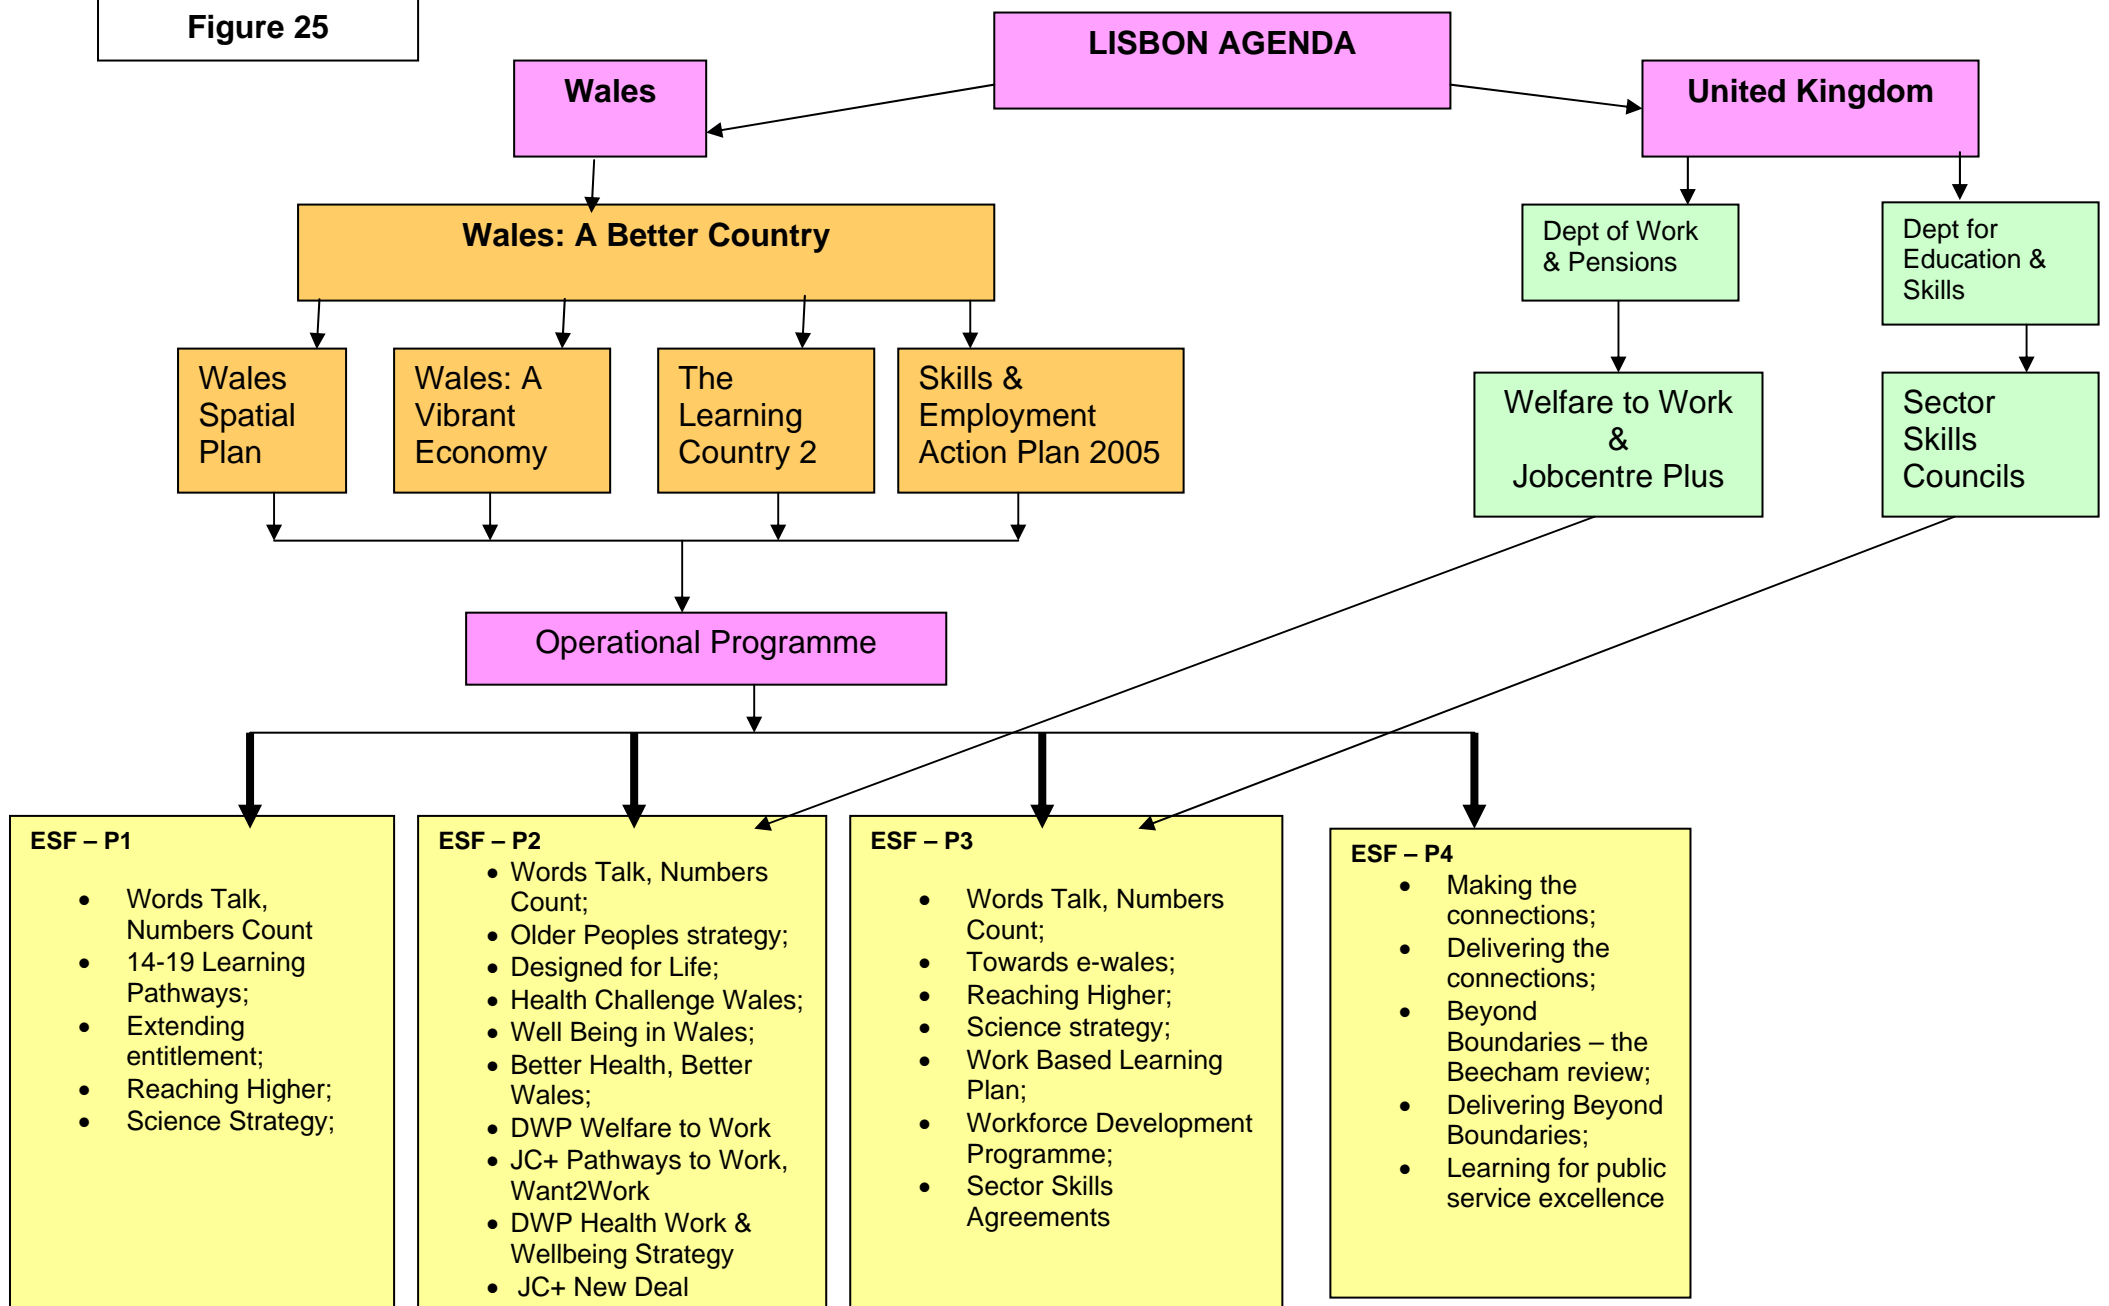 Figure 25
LISBON AGENDA
Wales
United Kingdom
Wales: A Better Country
Dept of Work
& Pensions
Dept for
Education &
Skills
Wales
Spatial
Plan
Wales: A
Vibrant
Economy
The
Learning
Country 2
Skills &
Employment
Action Plan 2005
Welfare to Work
&
Jobcentre Plus
Sector
Skills
Councils
Operational Programme
ESF – P1
• Words Talk,
Numbers Count
• 14-19 Learning
Pathways;
• Extending
entitlement;
• Reaching Higher;
• Science Strategy;
ESF – P2
• Words Talk, Numbers
Count;
• Older Peoples strategy;
• Designed for Life;
• Health Challenge Wales;
• Well Being in Wales;
• Better Health, Better
Wales;
• DWP Welfare to Work
• JC+ Pathways to Work,
Want2Work
• DWP Health Work &
Wellbeing Strategy
• JC+ New Deal
ESF – P3
• Words Talk, Numbers
Count;
• Towards e-wales;
• Reaching Higher;
• Science strategy;
• Work Based Learning
Plan;
• Workforce Development
Programme;
• Sector Skills
Agreements
ESF – P4
• Making the
connections;
• Delivering the
connections;
• Beyond
Boundaries – the
Beecham review;
• Delivering Beyond
Boundaries;
• Learning for public
service excellence